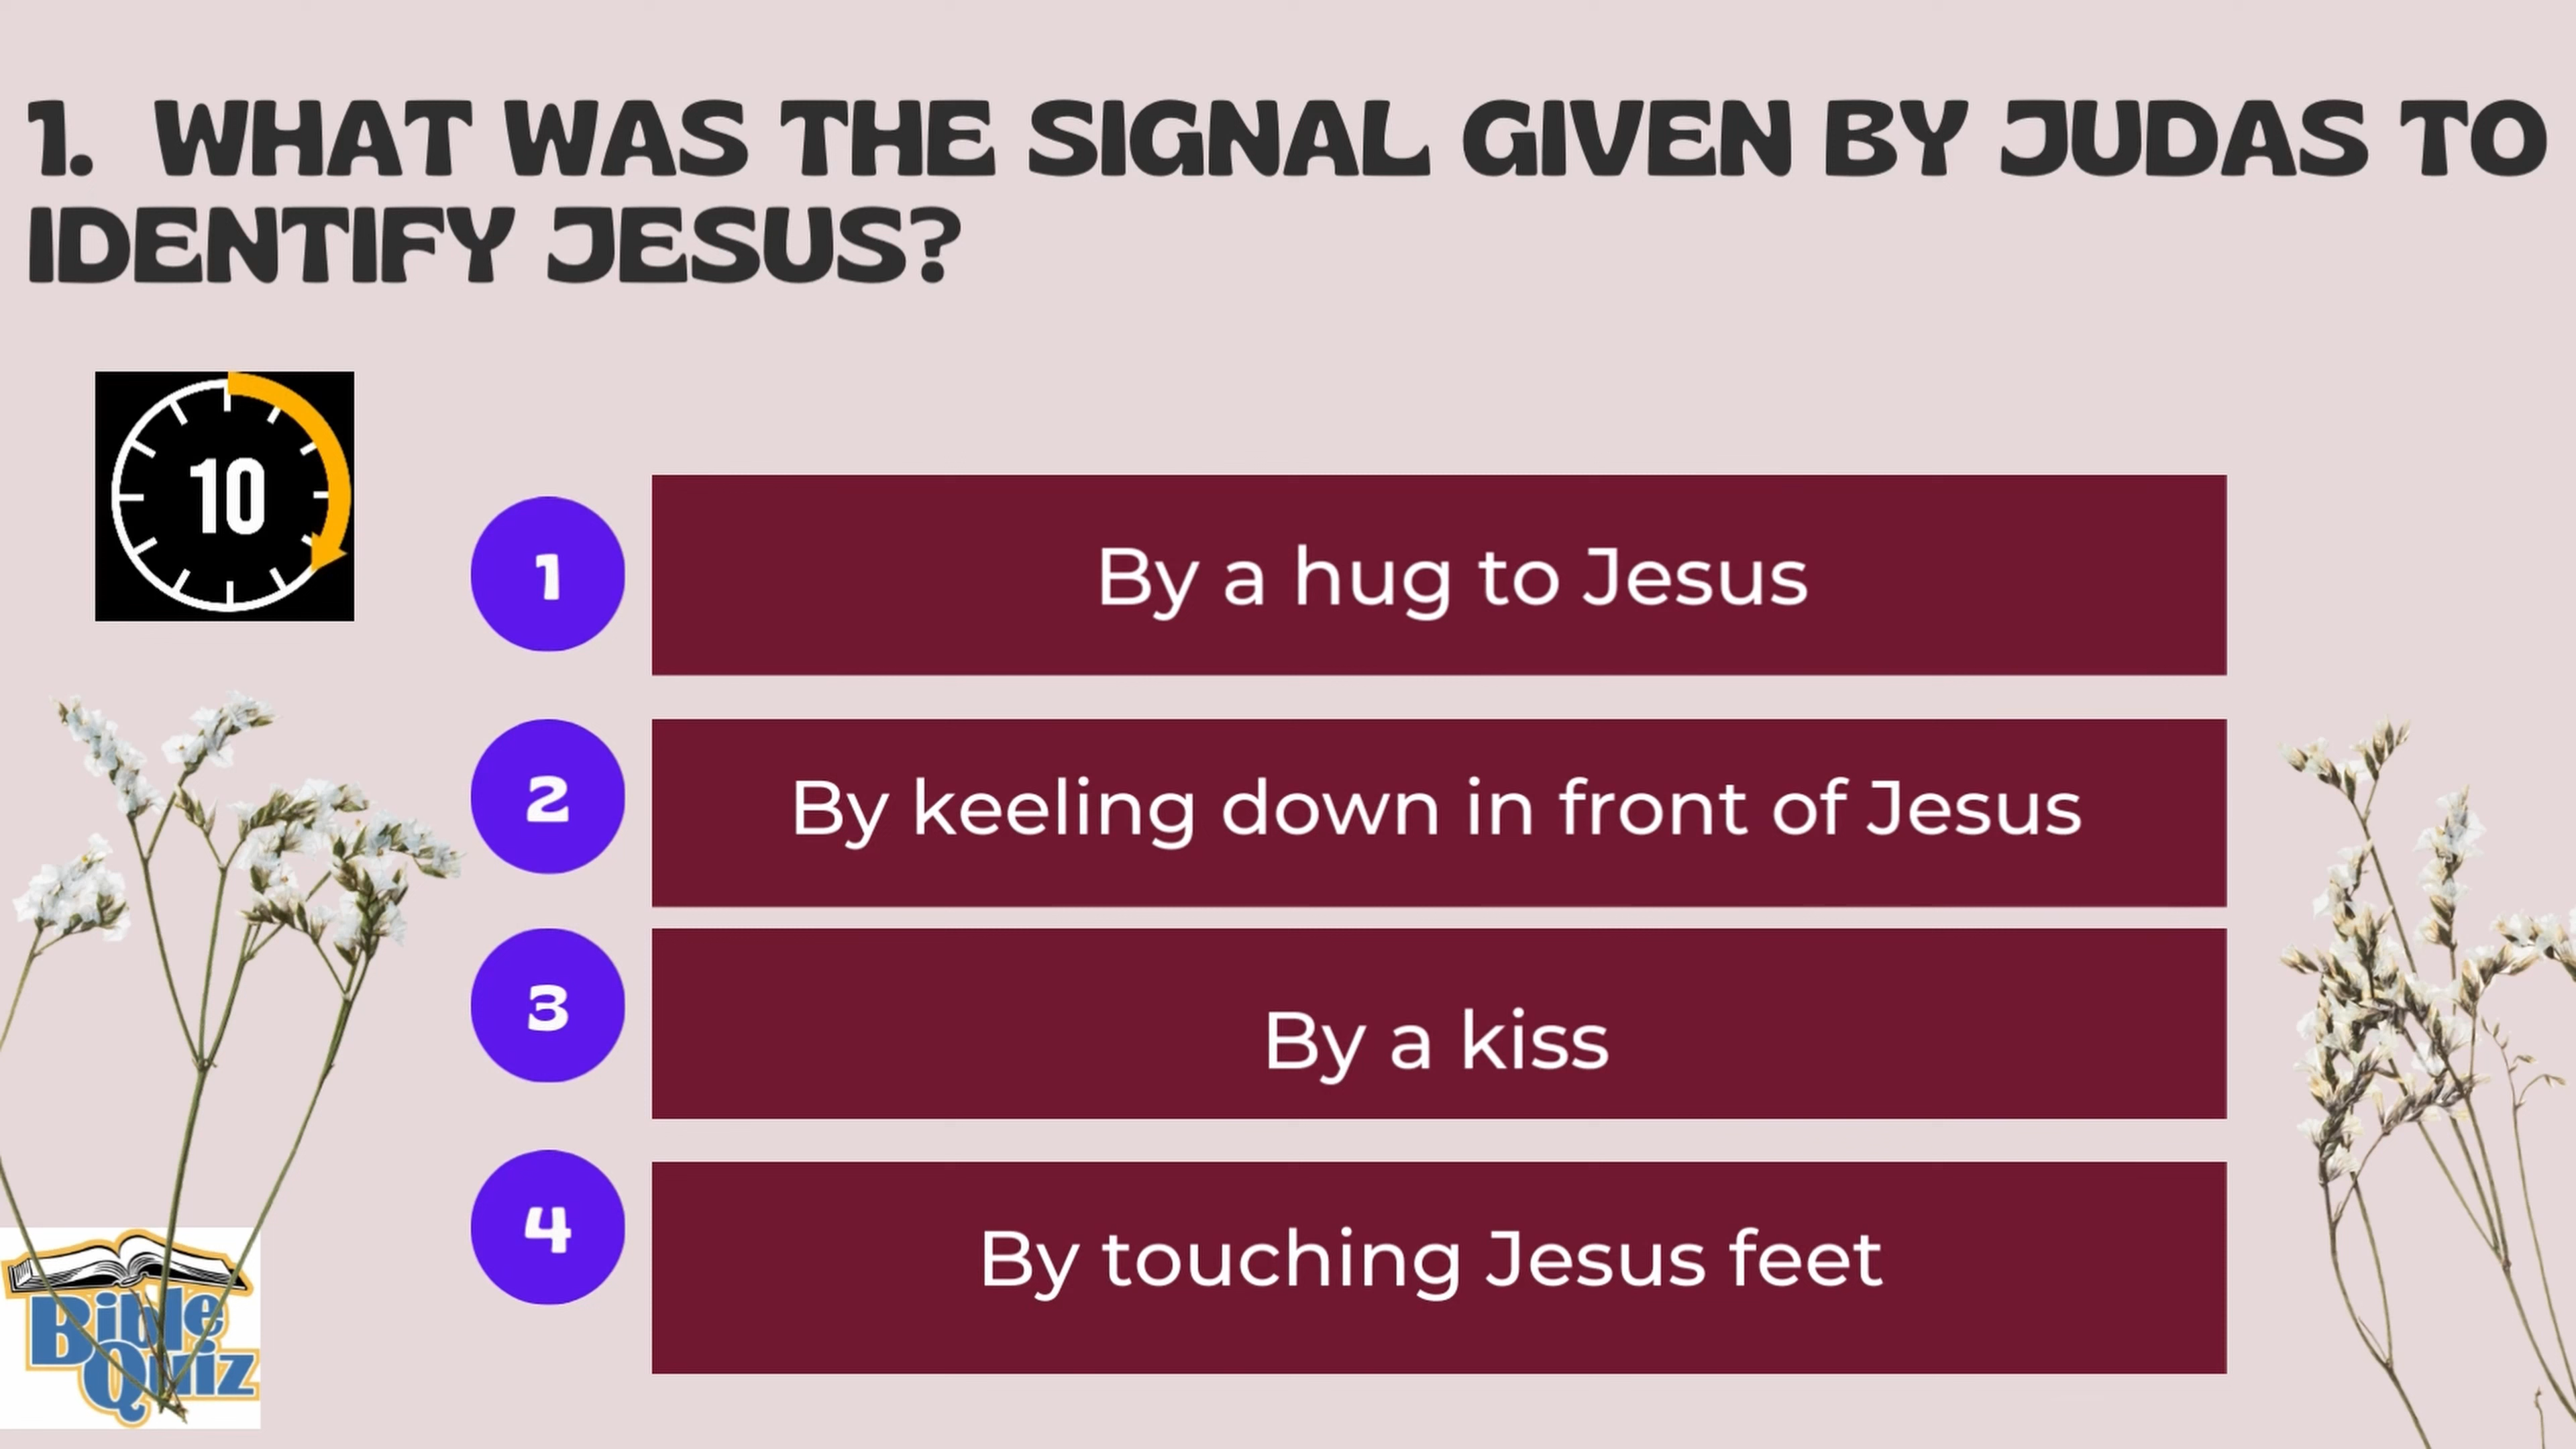 1. WHAT WAS THE SIGNAL GIVEN BY JUDAS TO
IDENTIFY JESUS?
10
1
By a hug to Jesus
2
By keeling down in front of Jesus
3
By a kiss
4
By touching Jesus feet
Bible
Quiz